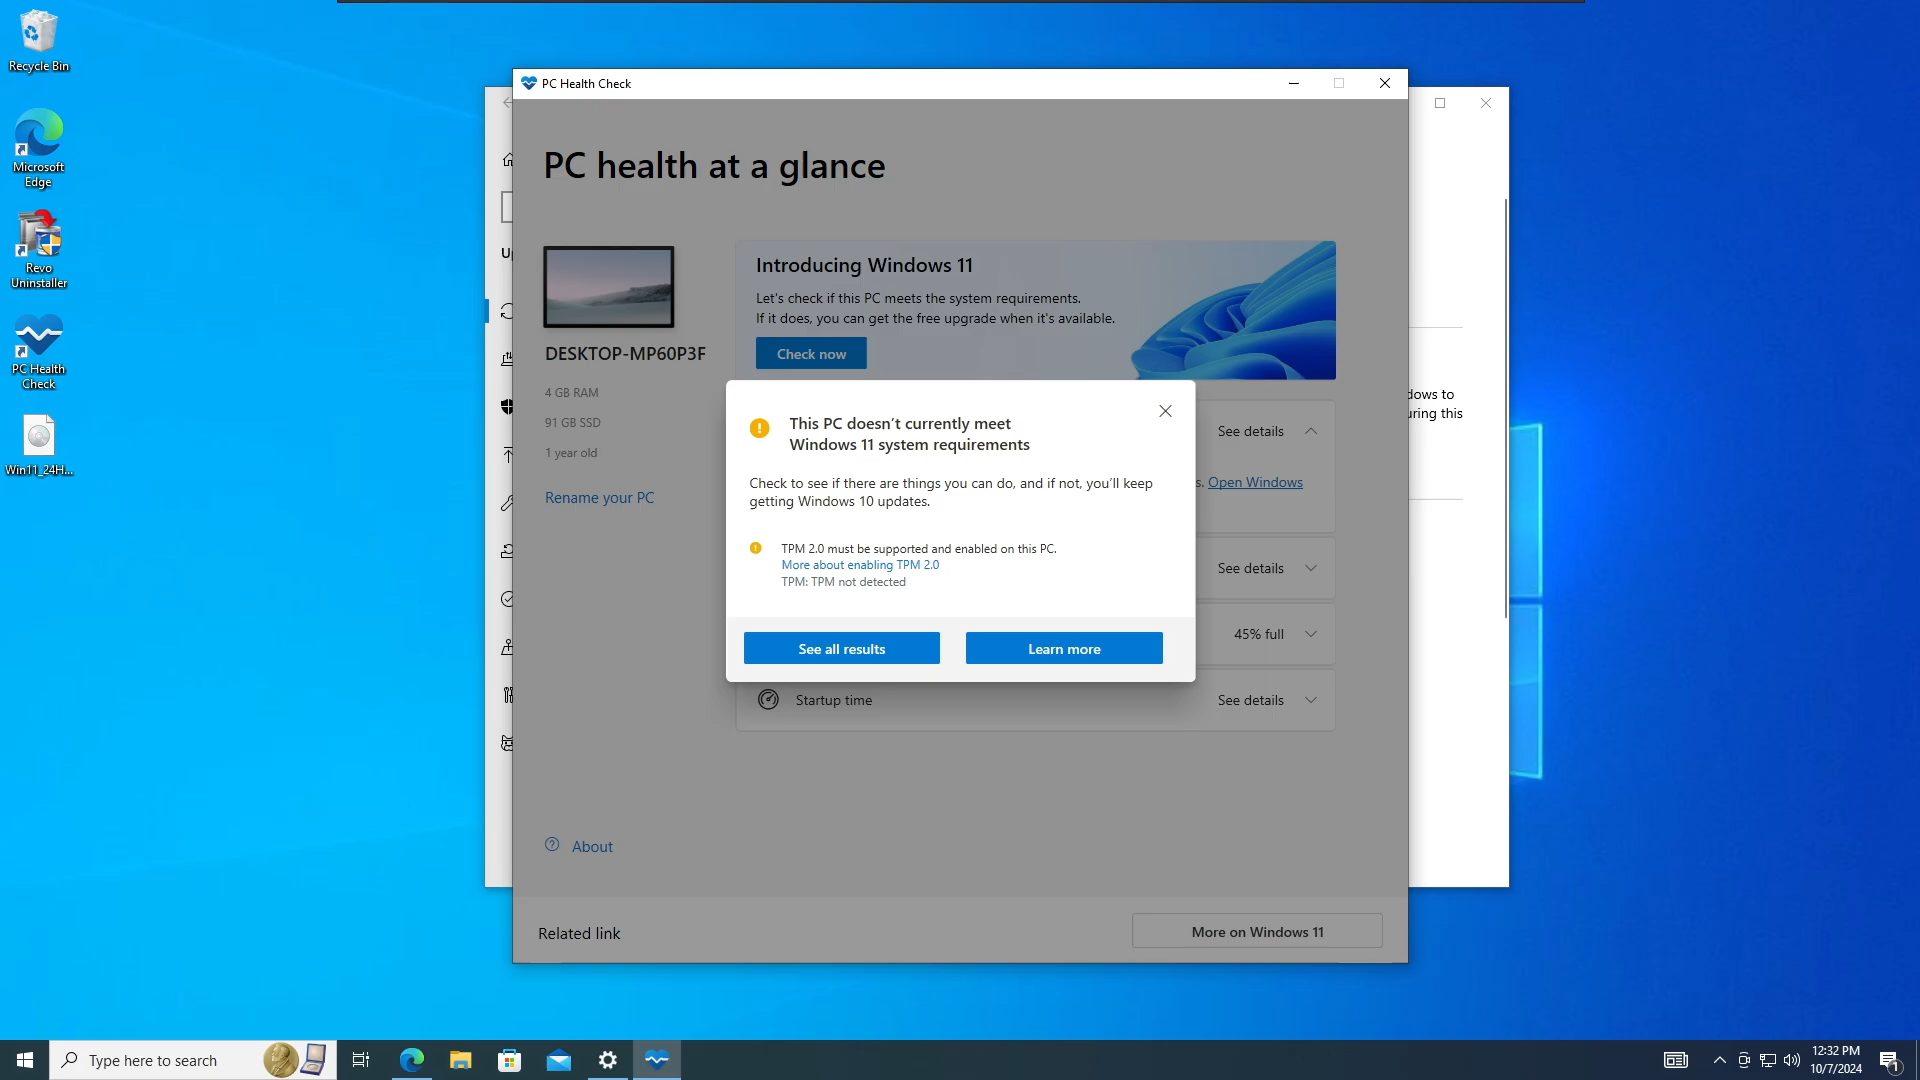 Recycle Bin
Microsoft
Edge
Revo
Uninstaller
PC Health
Check
Win11_24H...
PC Health Check
PC health at a glance
DESKTOP-MP60P3F
4 GB RAM
91 GB SSD
1 year old
Rename your PC
Introducing Windows 11
Let's check if this PC meets the system requirements.
If it does, you can get the free upgrade when it's available.
Check now
This PC doesn't currently meet
Windows 11 system requirements
Check to see if there are things you can do, and if not, you'll keep
getting Windows 10 updates.
TPM 2.0 must be supported and enabled on this PC.
More about enabling TPM 2.0
TPM: TPM not detected
See all results
Learn more
See details
s. Open Windows
See details
45% full
Startup time
See details
About
Related link
More on Windows 11
Up
dows to
uring this
Type here to search
12:32 PM
10/7/2024
1